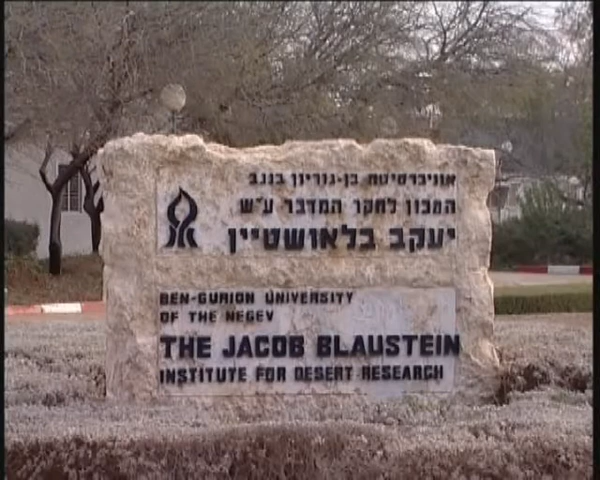 אוניברסיטת בן-גוריון בנגב
המכון לחקר המדבר ע״ש
יעקב בלאושטיין
BEN-GURION UNIVERSITY
OF THE NEGEV
THE JACOB BLAUSTEIN
INSTITUTE FOR DESERT RESEARCH